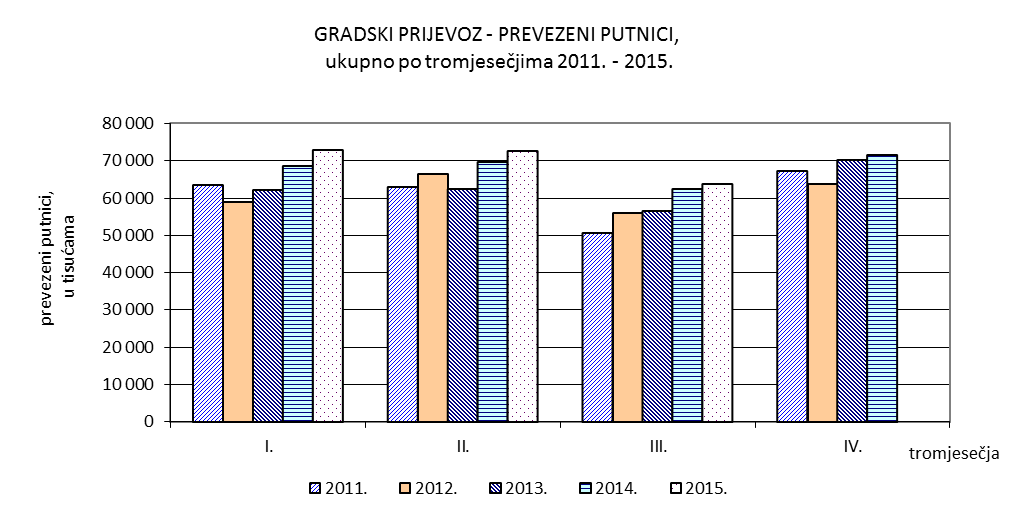 GRADSKI PRIJEVOZ - PREVEZENI PUTNICI,
ukupno po tromjesečjima 2011. - 2015.
prevezeni putnici,
u tisućama
80 000
70 000
60 000
50 000
40 000
30 000
20 000
10 000
0
I. II. III. IV.
tromjesečja
2011. 2012. 2013. 2014. 2015.